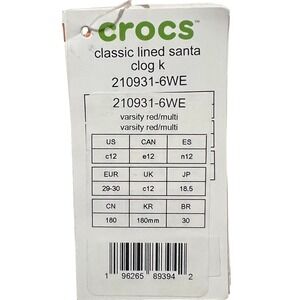 crocs™
classic lined santa
clog k
210931-6WE
210931-6WE
varsity red/multi
varsity red/multi
US CAN ES
c12 e12 n12
EUR UK JP
29-30 c12 18.5
CN KR BR
180 180mm 30
1 96265 89394 2